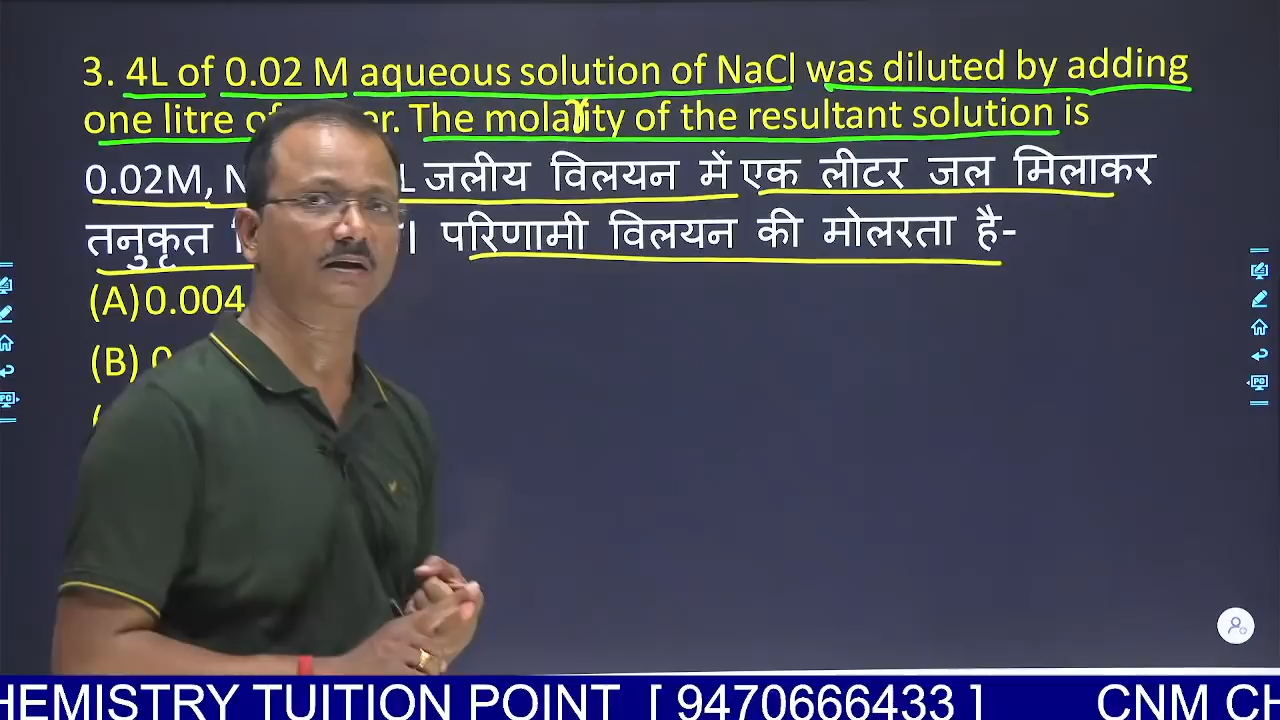 3. 4L of 0.02 M aqueous solution of NaCl was diluted by adding
one litre of The molality of the resultant solution is
r
0.02M, जलीय विलयन में एक लीटर जल मिलाकर
तनुकृत परिणामी विलयन की मोलरता है-
(A) 0.004
(B)
HEMISTRY TUITION POINT [ 9470666433 ] CNM CH